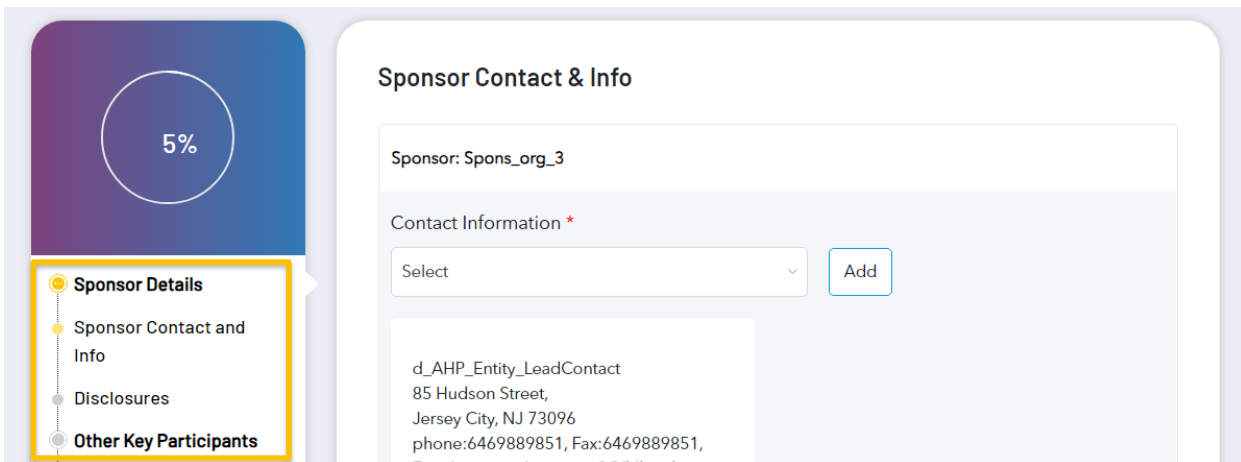 5%
Sponsor Details
Sponsor Contact and
Info
Disclosures
Other Key Participants
Sponsor Contact & Info
Sponsor: Spons_org_3
Contact Information *
Select
Add
d_AHP_Entity_LeadContact
85 Hudson Street,
Jersey City, NJ 73096
phone:6469889851, Fax:6469889851,